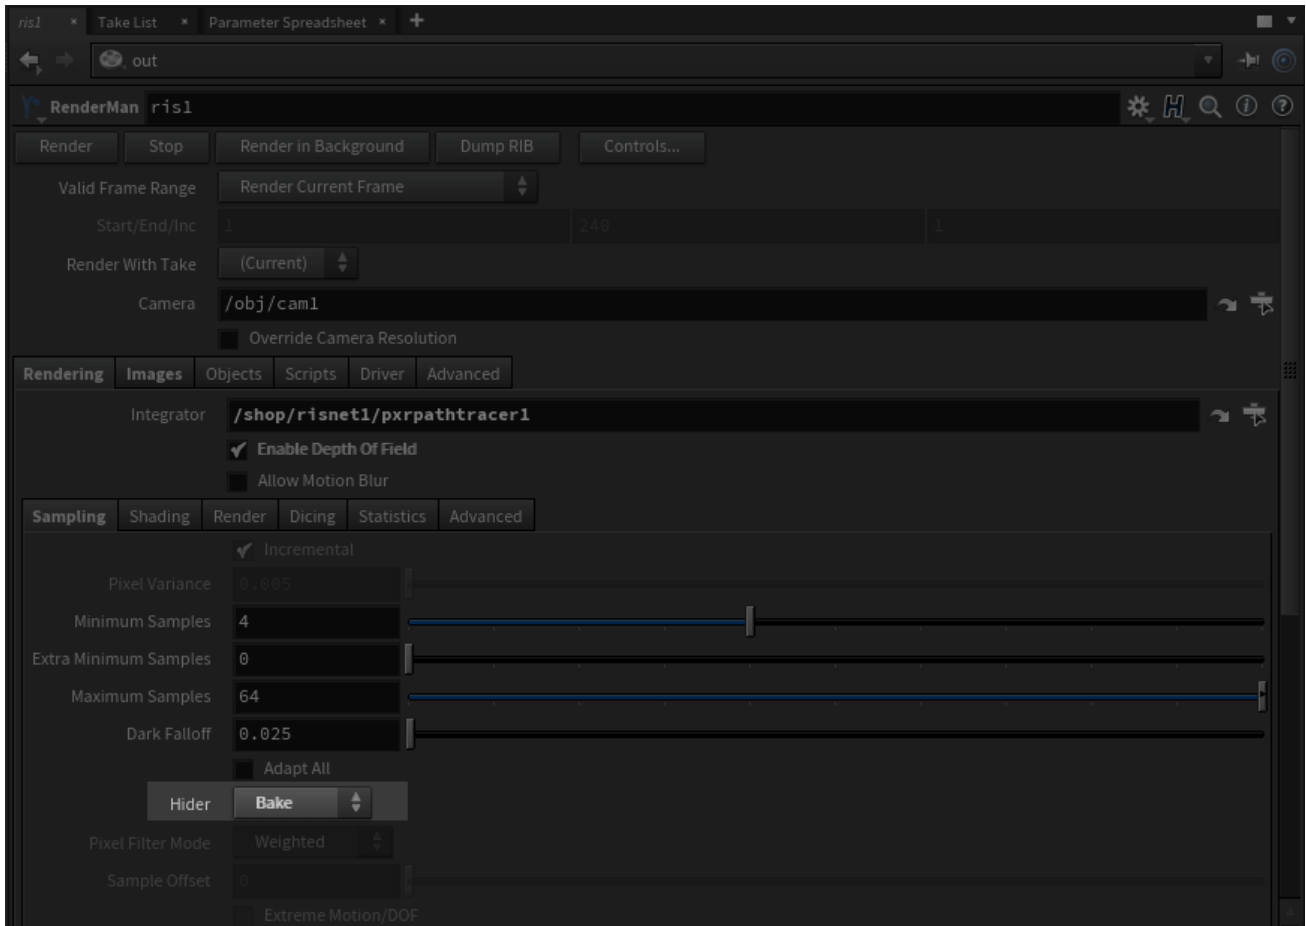 ris1 × Take List × Parameter Spreadsheet × +
out
RenderMan ris1
Render Stop Render in Background Dump RIB Controls...
Valid Frame Range Render Current Frame
Start/End/Inc 1 240 1
Render With Take (Current)
Camera /obj/cam1
Override Camera Resolution
Rendering Images Objects Scripts Driver Advanced
Integrator /shop/risnet1/pxrpathtracer1
Enable Depth Of Field
Allow Motion Blur
Sampling Shading Render Dicing Statistics Advanced
Incremental
Pixel Variance 0.005
Minimum Samples 4
Extra Minimum Samples 0
Maximum Samples 64
Dark Falloff 0.025
Adapt All
Hider Bake
Pixel Filter Mode Weighted
Sample Offset 0
Extreme Motion/DOF